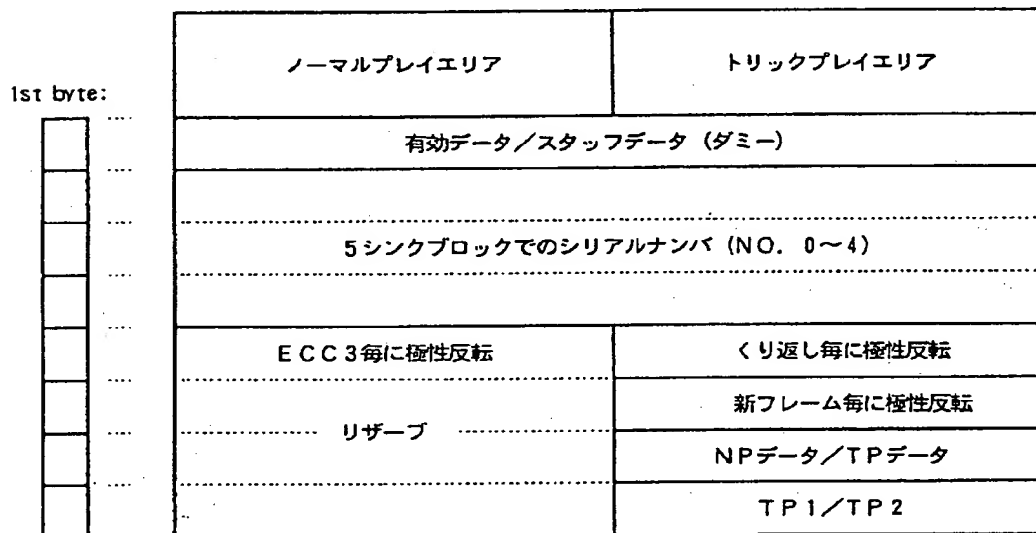 ノーマルプレイエリア トリックプレイエリア
1st byte:
有効データ／スタッフデータ（ダミー）
5シンクブロックでのシリアルナンバ（NO．0～4）
ECC3毎に極性反転 くり返し毎に極性反転
新フレーム毎に極性反転
リザーブ
NPデータ／TPデータ
TP1／TP2